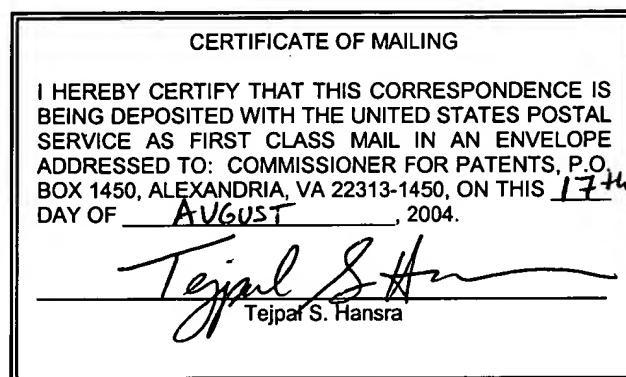 CERTIFICATE OF MAILING
I HEREBY CERTIFY THAT THIS CORRESPONDENCE IS
BEING DEPOSITED WITH THE UNITED STATES POSTAL
SERVICE AS FIRST CLASS MAIL IN AN ENVELOPE
ADDRESSED TO: COMMISSIONER FOR PATENTS, P.O.
BOX 1450, ALEXANDRIA, VA 22313-1450, ON THIS 17th
DAY OF AUGUST, 2004.
Tejpal S Han
Tejpal S. Hansra